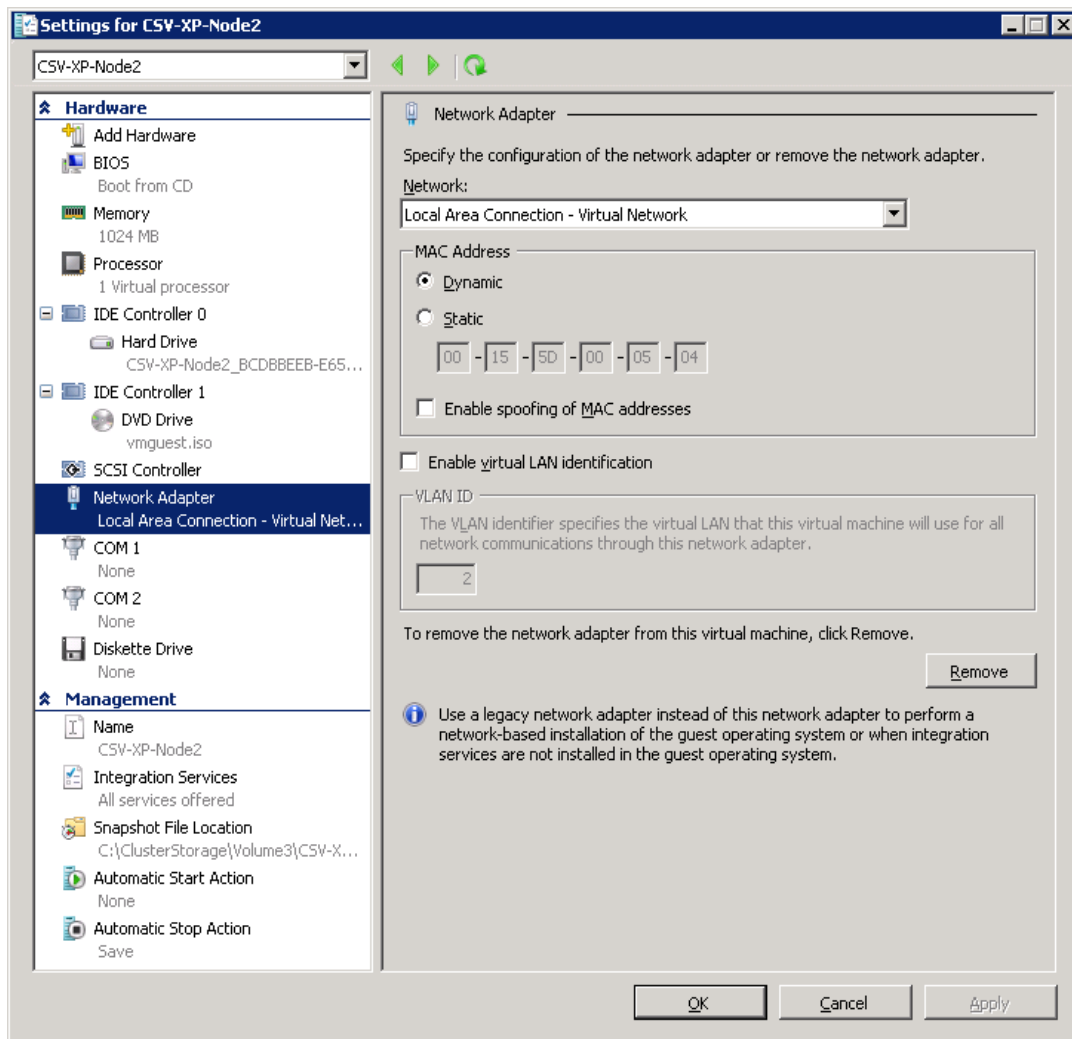 Settings for CSV-XP-Node2
CSV-XP-Node2
Hardware
Add Hardware
BIOS
Boot from CD
Memory
1024 MB
Processor
1 Virtual processor
IDE Controller 0
Hard Drive
CSV-XP-Node2_BCDBBEEB-E65...
IDE Controller 1
DVD Drive
vmguest.iso
SCSI Controller
Network Adapter
Local Area Connection - Virtual Net...
COM 1
None
COM 2
None
Diskette Drive
None
Management
Name
CSV-XP-Node2
Integration Services
All services offered
Snapshot File Location
C:\ClusterStorage\Volume3\CSV-X...
Automatic Start Action
None
Automatic Stop Action
Save
Network Adapter
Specify the configuration of the network adapter or remove the network adapter.
Network:
Local Area Connection - Virtual Network
MAC Address
Dynamic
Static
00 - 15 - 5D - 00 - 05 - 04
Enable spoofing of MAC addresses
Enable virtual LAN identification
VLAN ID
The VLAN identifier specifies the virtual LAN that this virtual machine will use for all
network communications through this network adapter.
2
To remove the network adapter from this virtual machine, click Remove.
Remove
Use a legacy network adapter instead of this network adapter to perform a
network-based installation of the guest operating system or when integration
services are not installed in the guest operating system.
OK
Cancel
Apply